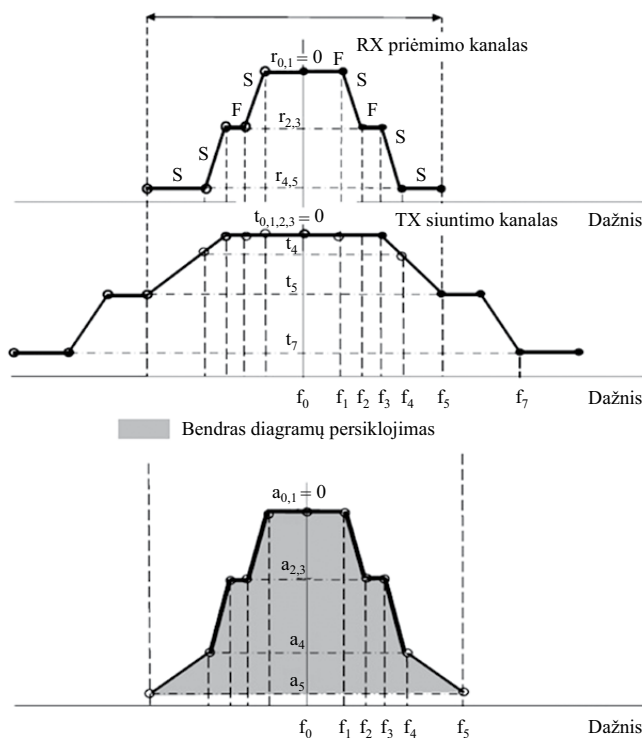 RX priėmimo kanalas
r0,1 = 0
F
S
S
F
F
r2,3
S
S
S
S
r4,5
t0,1,2,3 = 0
TX siuntimo kanalas
Dažnis
t4
t5
t7
f0 f1 f2 f3 f4 f5 f7 Dažnis
Bendras diagramų persiklojimas
a0,1 = 0
a2,3
a4
a5
f0 f1 f2 f3 f4 f5 Dažnis